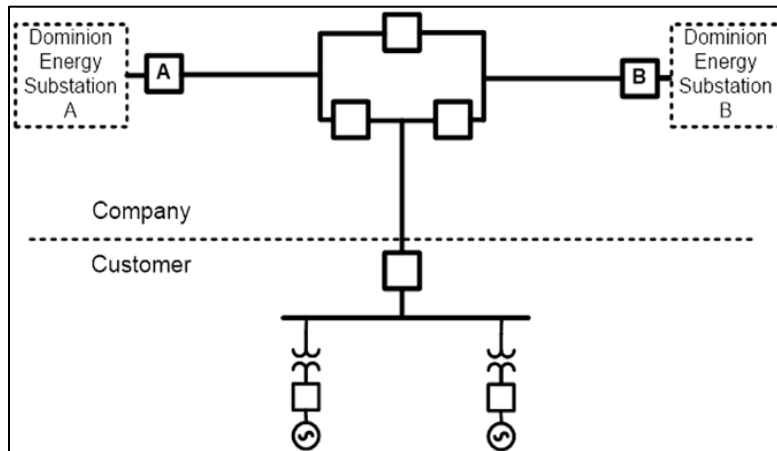 Dominion
Energy
Substation
A
A
B
Dominion
Energy
Substation
B
Company
Customer